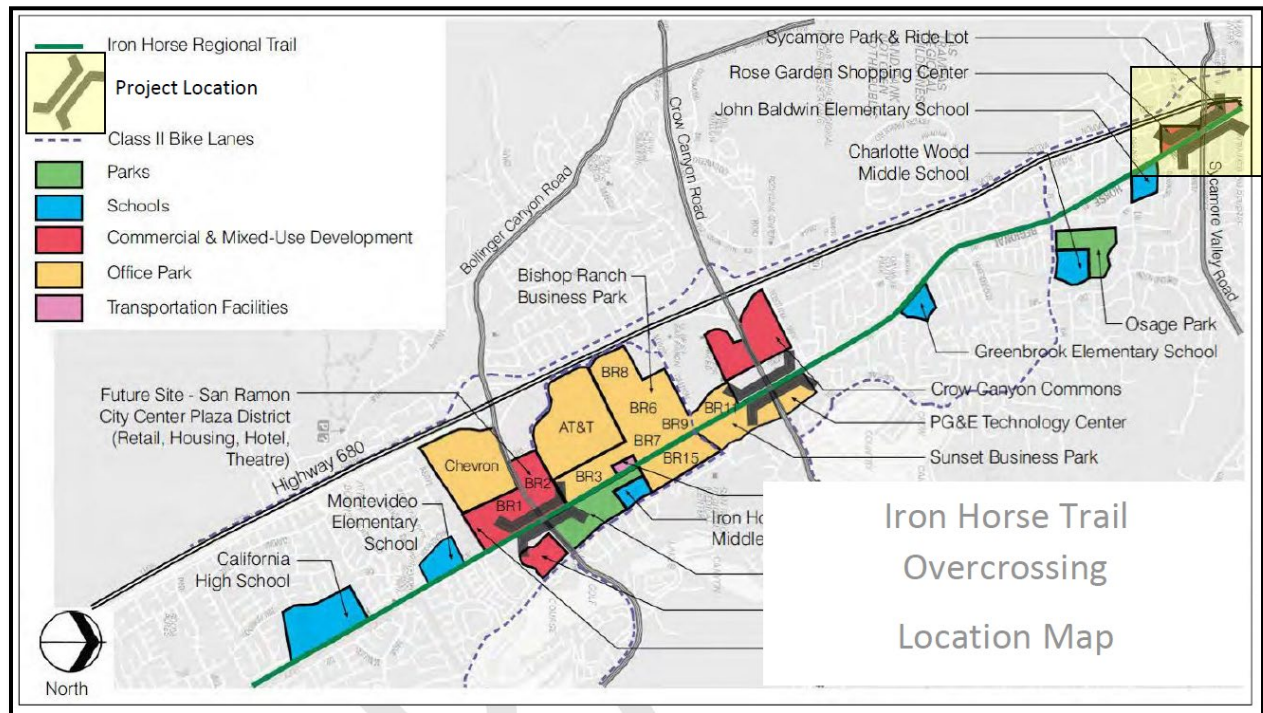 Iron Horse Regional Trail
Project Location
Class II Bike Lanes
Parks
Schools
Commercial & Mixed-Use Development
Office Park
Transportation Facilities
Sycamore Park & Ride Lot
Rose Garden Shopping Center
John Baldwin Elementary School
Charlotte Wood
Middle School
Sycamore Valley Road
Crow Canyon Road
Bollinger Canyon Road
Bishop Ranch
Business Park
Osage Park
Greenbrook Elementary School
Crow Canyon Commons
PG&E Technology Center
Sunset Business Park
Future Site - San Ramon
City Center Plaza District
(Retail, Housing, Hotel,
Theatre)
Highway 680
BR8
AT&T
BR6
BR11
BR9
BR7
BR15
BR3
Chevron
BR2
BR1
Montevideo
Elementary
School
California
High School
Iron Ho
Middle
Iron Horse Trail
Overcrossing
Location Map
North